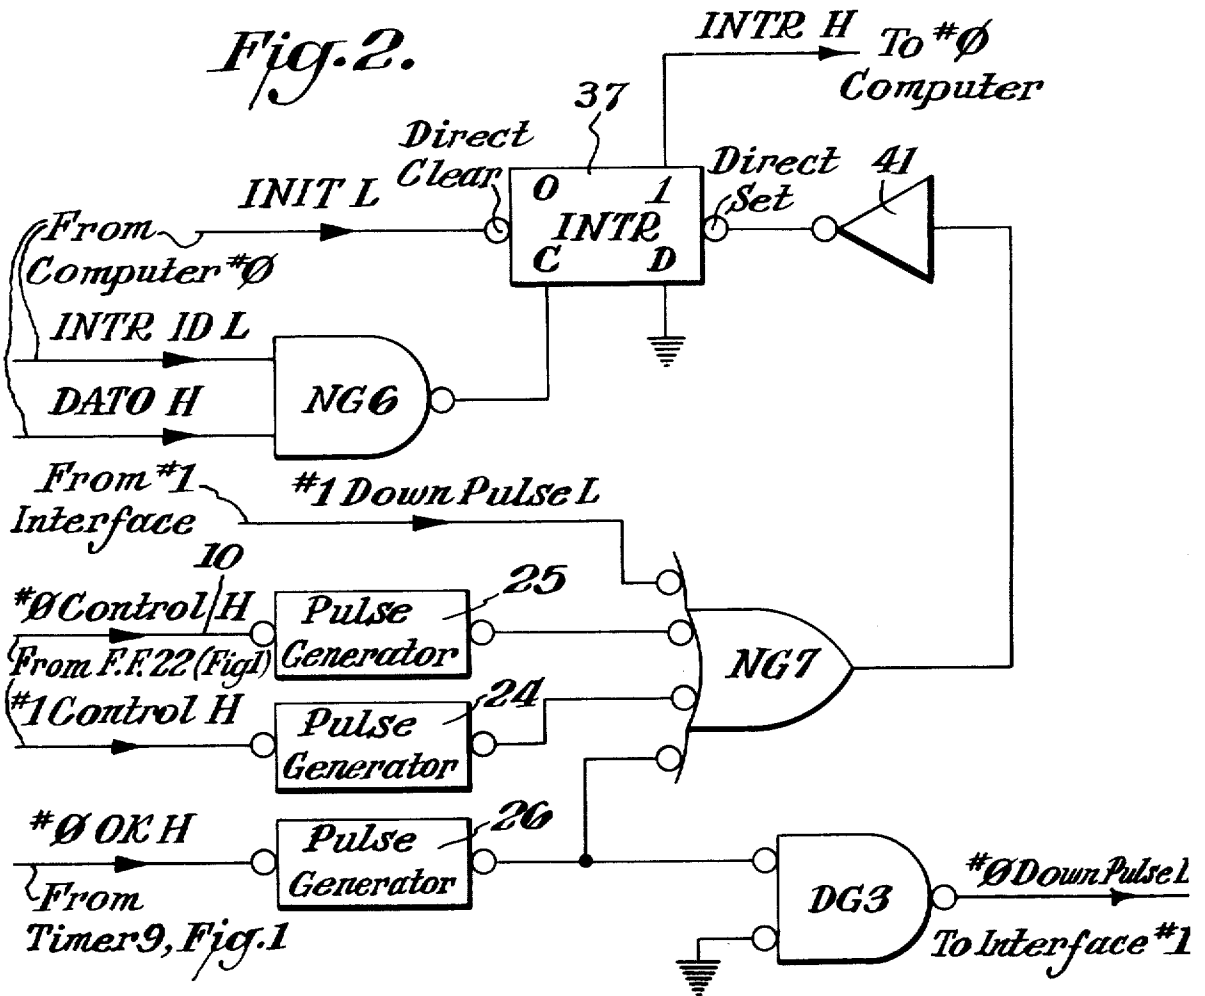 Fig.2.
INTR H
To #Ø
Computer
37
Direct
Clear
0 1
INTR
C D
Direct
Set
41
INIT L
From
Computer #Ø
INTR ID L
DATO H
NG6
From #1
Interface
#1 Down Pulse L
10
#Ø Control H
From F.F.22 (Fig1)
#1 Control H
Pulse
Generator
25
Pulse
Generator
24
NG7
#Ø OK H
From
Timer 9, Fig.1
Pulse
Generator
26
DG3
#Ø Down Pulse L
To Interface #1